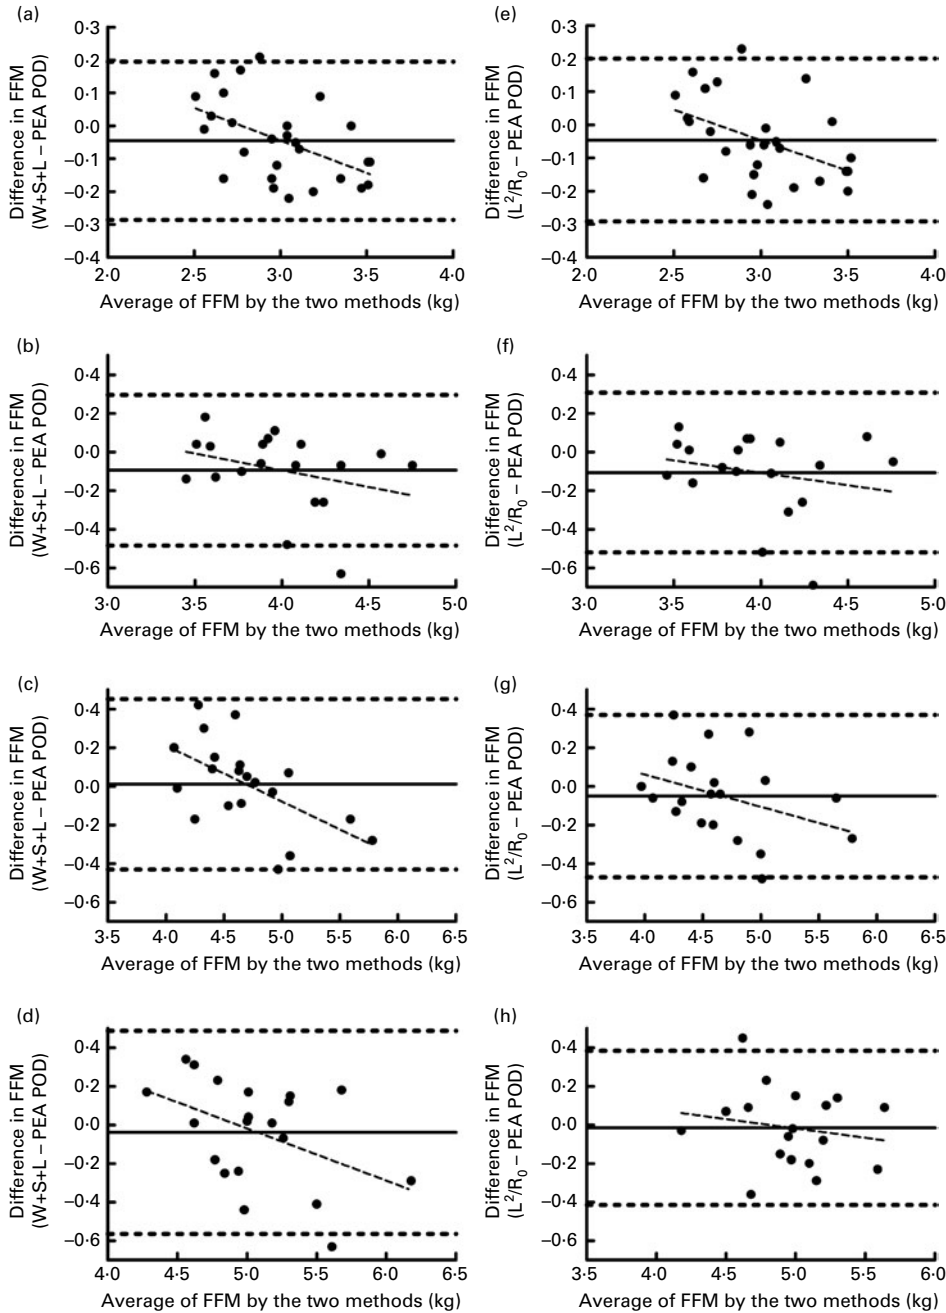 (a)
Difference in FFM
(W+S+L – PEA POD)
0·3
0·2
0·1
0·0
–0·1
–0·2
–0·3
–0·4
2·0 2·5 3·0 3·5 4·0
Average of FFM by the two methods (kg)
(e)
Difference in FFM
(L²/R₀ – PEA POD)
0·3
0·2
0·1
0·0
–0·1
–0·2
–0·3
–0·4
2·0 2·5 3·0 3·5 4·0
Average of FFM by the two methods (kg)
(b)
Difference in FFM
(W+S+L – PEA POD)
0·4
0·2
0·0
–0·2
–0·4
–0·6
3·0 3·5 4·0 4·5 5·0
Average of FFM by the two methods (kg)
(f)
Difference in FFM
(L²/R₀ – PEA POD)
0·4
0·2
0·0
–0·2
–0·4
–0·6
3·0 3·5 4·0 4·5 5·0
Average of FFM by the two methods (kg)
(c)
Difference in FFM
(W+S+L – PEA POD)
0·4
0·2
0·0
–0·2
–0·4
–0·6
3·5 4·0 4·5 5·0 5·5 6·0 6·5
Average of FFM by the two methods (kg)
(g)
Difference in FFM
(L²/R₀ – PEA POD)
0·4
0·2
0·0
–0·2
–0·4
–0·6
3·5 4·0 4·5 5·0 5·5 6·0 6·5
Average of FFM by the two methods (kg)
(d)
Difference in FFM
(W+S+L – PEA POD)
0·4
0·2
0·0
–0·2
–0·4
–0·6
4·0 4·5 5·0 5·5 6·0 6·5
Average of FFM by the two methods (kg)
(h)
Difference in FFM
(L²/R₀ – PEA POD)
0·4
0·2
0·0
–0·2
–0·4
–0·6
3·5 4·0 4·5 5·0 5·5 6·0
Average of FFM by the two methods (kg)